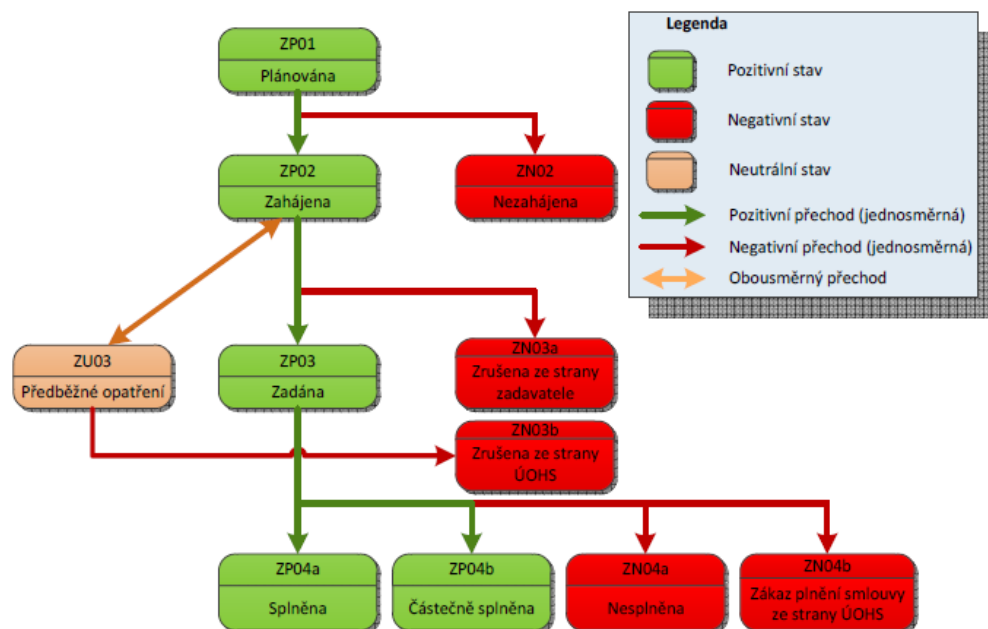 ZP01
Plánována
ZP02
Zahájena
ZN02
Nezahájena
ZU03
Předběžné opatření
ZP03
Zadána
ZN03a
Zrušena ze strany
zadavatele
ZN03b
Zrušena ze strany
ÚOHS
ZP04a
Splněna
ZP04b
Částečně splněna
ZN04a
Nesplněna
ZN04b
Zákaz plnění smlouvy
ze strany ÚOHS
Legenda
Pozitivní stav
Negativní stav
Neutrální stav
Pozitivní přechod (jednosměrná)
Negativní přechod (jednosměrná)
Obousměrný přechod